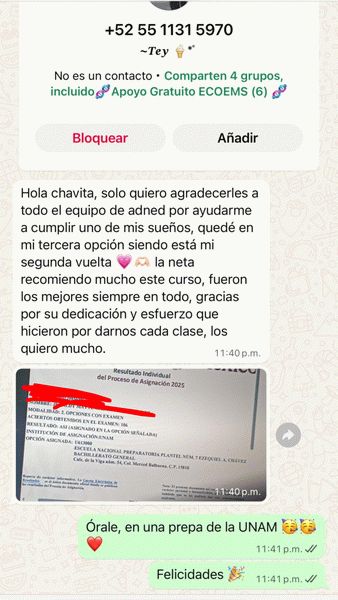 +52 55 1131 5970
~Tey 🍦*ﾟ
No es un contacto • Comparten 4 grupos,
incluido🧬Apoyo Gratuito ECOEMS (6) 🧬
Bloquear
Añadir
Hola chavita, solo quiero agradecerles a
todo el equipo de adned por ayudarme
a cumplir uno de mis sueños, quedé en
mi tercera opción siendo está mi
segunda vuelta 💗🫶🏻 la neta
recomiendo mucho este curso, fueron
los mejores siempre en todo, gracias
por su dedicación y esfuerzo que
hicieron por darnos cada clase, los
quiero mucho.
11:40 p.m.
Resultado Individual
del Proceso de Asignación 2025
MODALIDAD: 2. OPCIONES CON EXAMEN
ACIERTOS OBTENIDOS EN EL EXAMEN: 106
RESULTADO: ASI (ASIGNADO EN LA OPCIÓN SEÑALADA)
INSTITUCIÓN DE ASIGNACIÓN: UNAM
OPCIÓN ASIGNADA:
ESCUELA NACIONAL PREPARATORIA PLANTEL NUM. 7 EZEQUIEL A. CHÁVEZ
BACHILLERATO GENERAL
Calz. de la Viga núm. 54, Col. Merced Balbuena, C.P. 15810
11:40 p.m.
Órale, en una prepa de la UNAM 🥳🥳
❤️
11:41 p.m.
Felicidades 🎉
11:41 p.m.